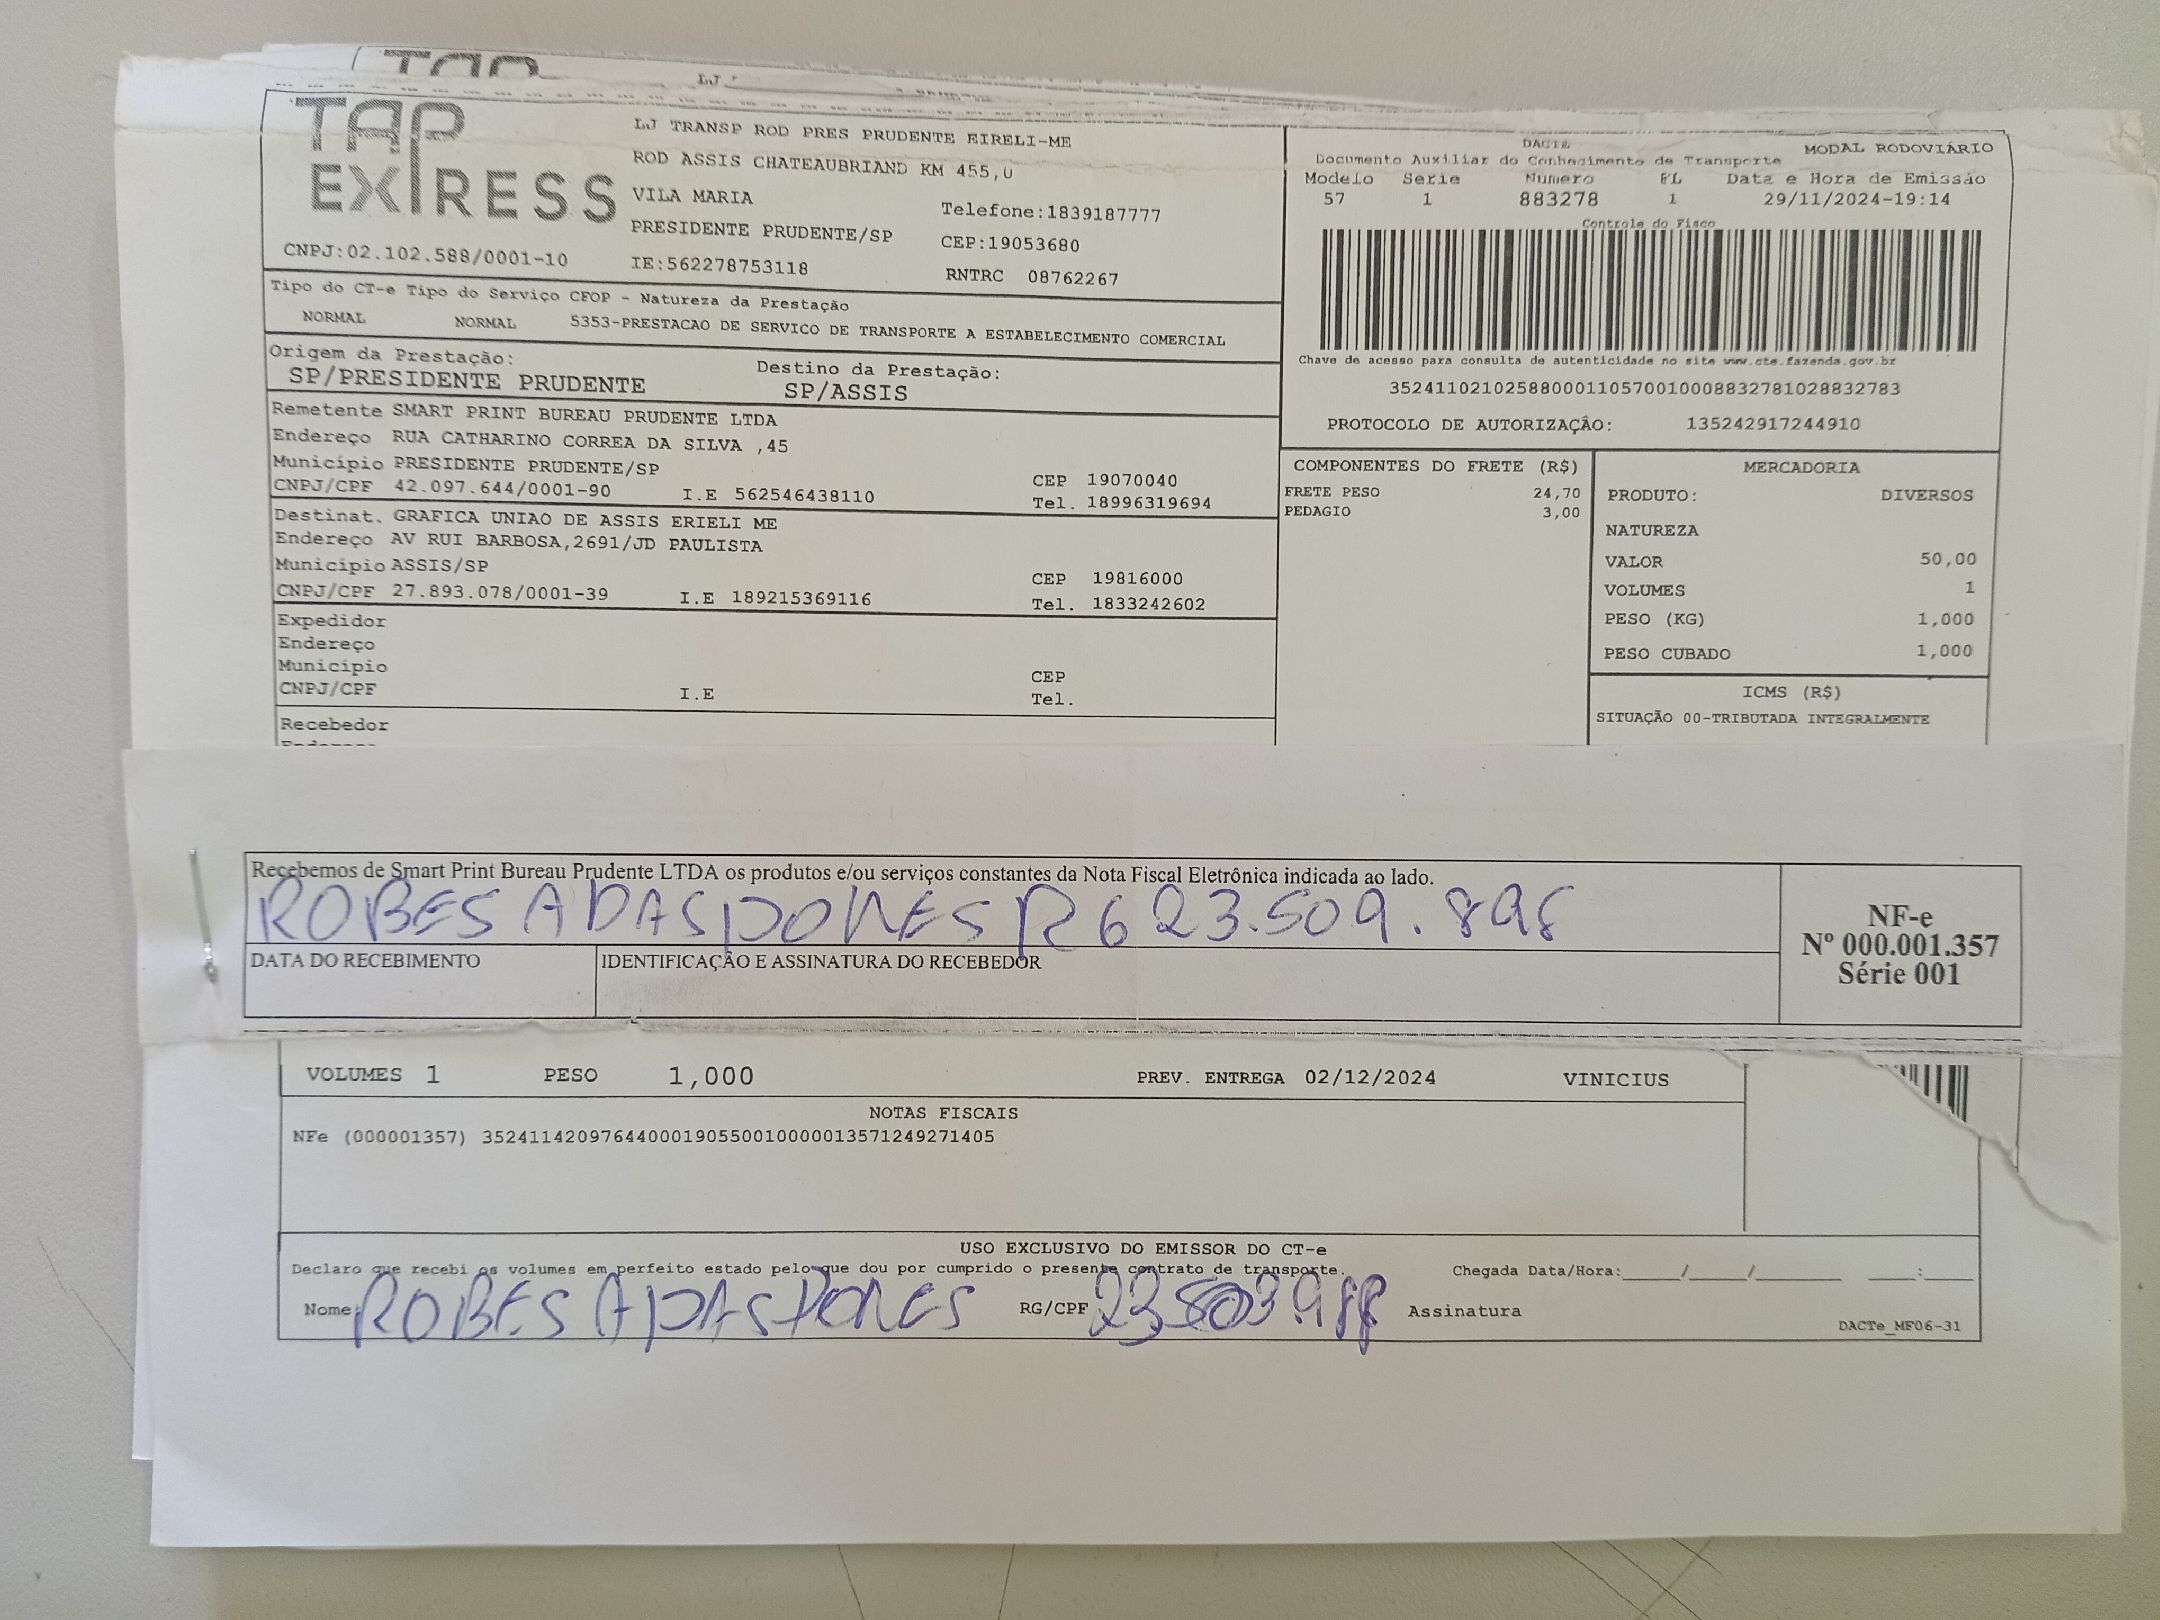 TAP
LJ
TAP
EXPRESS
CNPJ:02.102.588/0001-10
LJ TRANSP ROD PRES PRUDENTE EIRELI-ME
ROD ASSIS CHATEAUBRIAND KM 455,0
VILA MARIA
Telefone:1839187777
PRESIDENTE PRUDENTE/SP
CEP:19053680
IE:562278753118
RNTRC 08762267
DACTE
MODAL RODOVIÁRIO
Documento Auxiliar do Conhecimento de Transporte
Modelo Serie Numero FL Data e Hora de Emissão
57 1 883278 1 29/11/2024-19:14
Controle do Fisco
Chave de acesso para consulta de autenticidade no site www.cte.fazenda.gov.br
35241102102588000110570010008832781028832783
PROTOCOLO DE AUTORIZAÇÃO: 135242917244910
Tipo do CT-e Tipo do Serviço CFOP - Natureza da Prestação
NORMAL NORMAL 5353-PRESTACAO DE SERVICO DE TRANSPORTE A ESTABELECIMENTO COMERCIAL
Origem da Prestação: Destino da Prestação:
SP/PRESIDENTE PRUDENTE SP/ASSIS
Remetente SMART PRINT BUREAU PRUDENTE LTDA
Endereço RUA CATHARINO CORREA DA SILVA ,45
Município PRESIDENTE PRUDENTE/SP CEP 19070040
CNPJ/CPF 42.097.644/0001-90 I.E 562546438110 Tel. 18996319694
Destinat. GRAFICA UNIAO DE ASSIS ERIELI ME
Endereço AV RUI BARBOSA,2691/JD PAULISTA
Município ASSIS/SP CEP 19816000
CNPJ/CPF 27.893.078/0001-39 I.E 189215369116 Tel. 1833242602
Expedidor
Endereço
Município CEP
CNPJ/CPF I.E Tel.
Recebedor
Endereço
COMPONENTES DO FRETE (R$)
FRETE PESO 24,70
PEDAGIO 3,00
MERCADORIA
PRODUTO: DIVERSOS
NATUREZA
VALOR 50,00
VOLUMES 1
PESO (KG) 1,000
PESO CUBADO 1,000
ICMS (R$)
SITUAÇÃO 00-TRIBUTADA INTEGRALMENTE
Recebemos de Smart Print Bureau Prudente LTDA os produtos e/ou serviços constantes da Nota Fiscal Eletrônica indicada ao lado.
ROBES 23.509.
DATA DO RECEBIMENTO
IDENTIFICAÇÃO E ASSINATURA DO RECEBEDOR
NF-e
Nº 000.001.357
Série 001
VOLUMES 1 PESO 1,000 PREV. ENTREGA 02/12/2024 VINICIUS
NOTAS FISCAIS
NFe (000001357) 35241142097644000190550010000013571249271405
USO EXCLUSIVO DO EMISSOR DO CT-e
Declaro que recebi os volumes em perfeito estado pelo que dou por cumprido o presente contrato de transporte. Chegada Data/Hora:____/____/______ ____:____
Nome ROBES RG/CPF Assinatura
DACTe_MF06-31